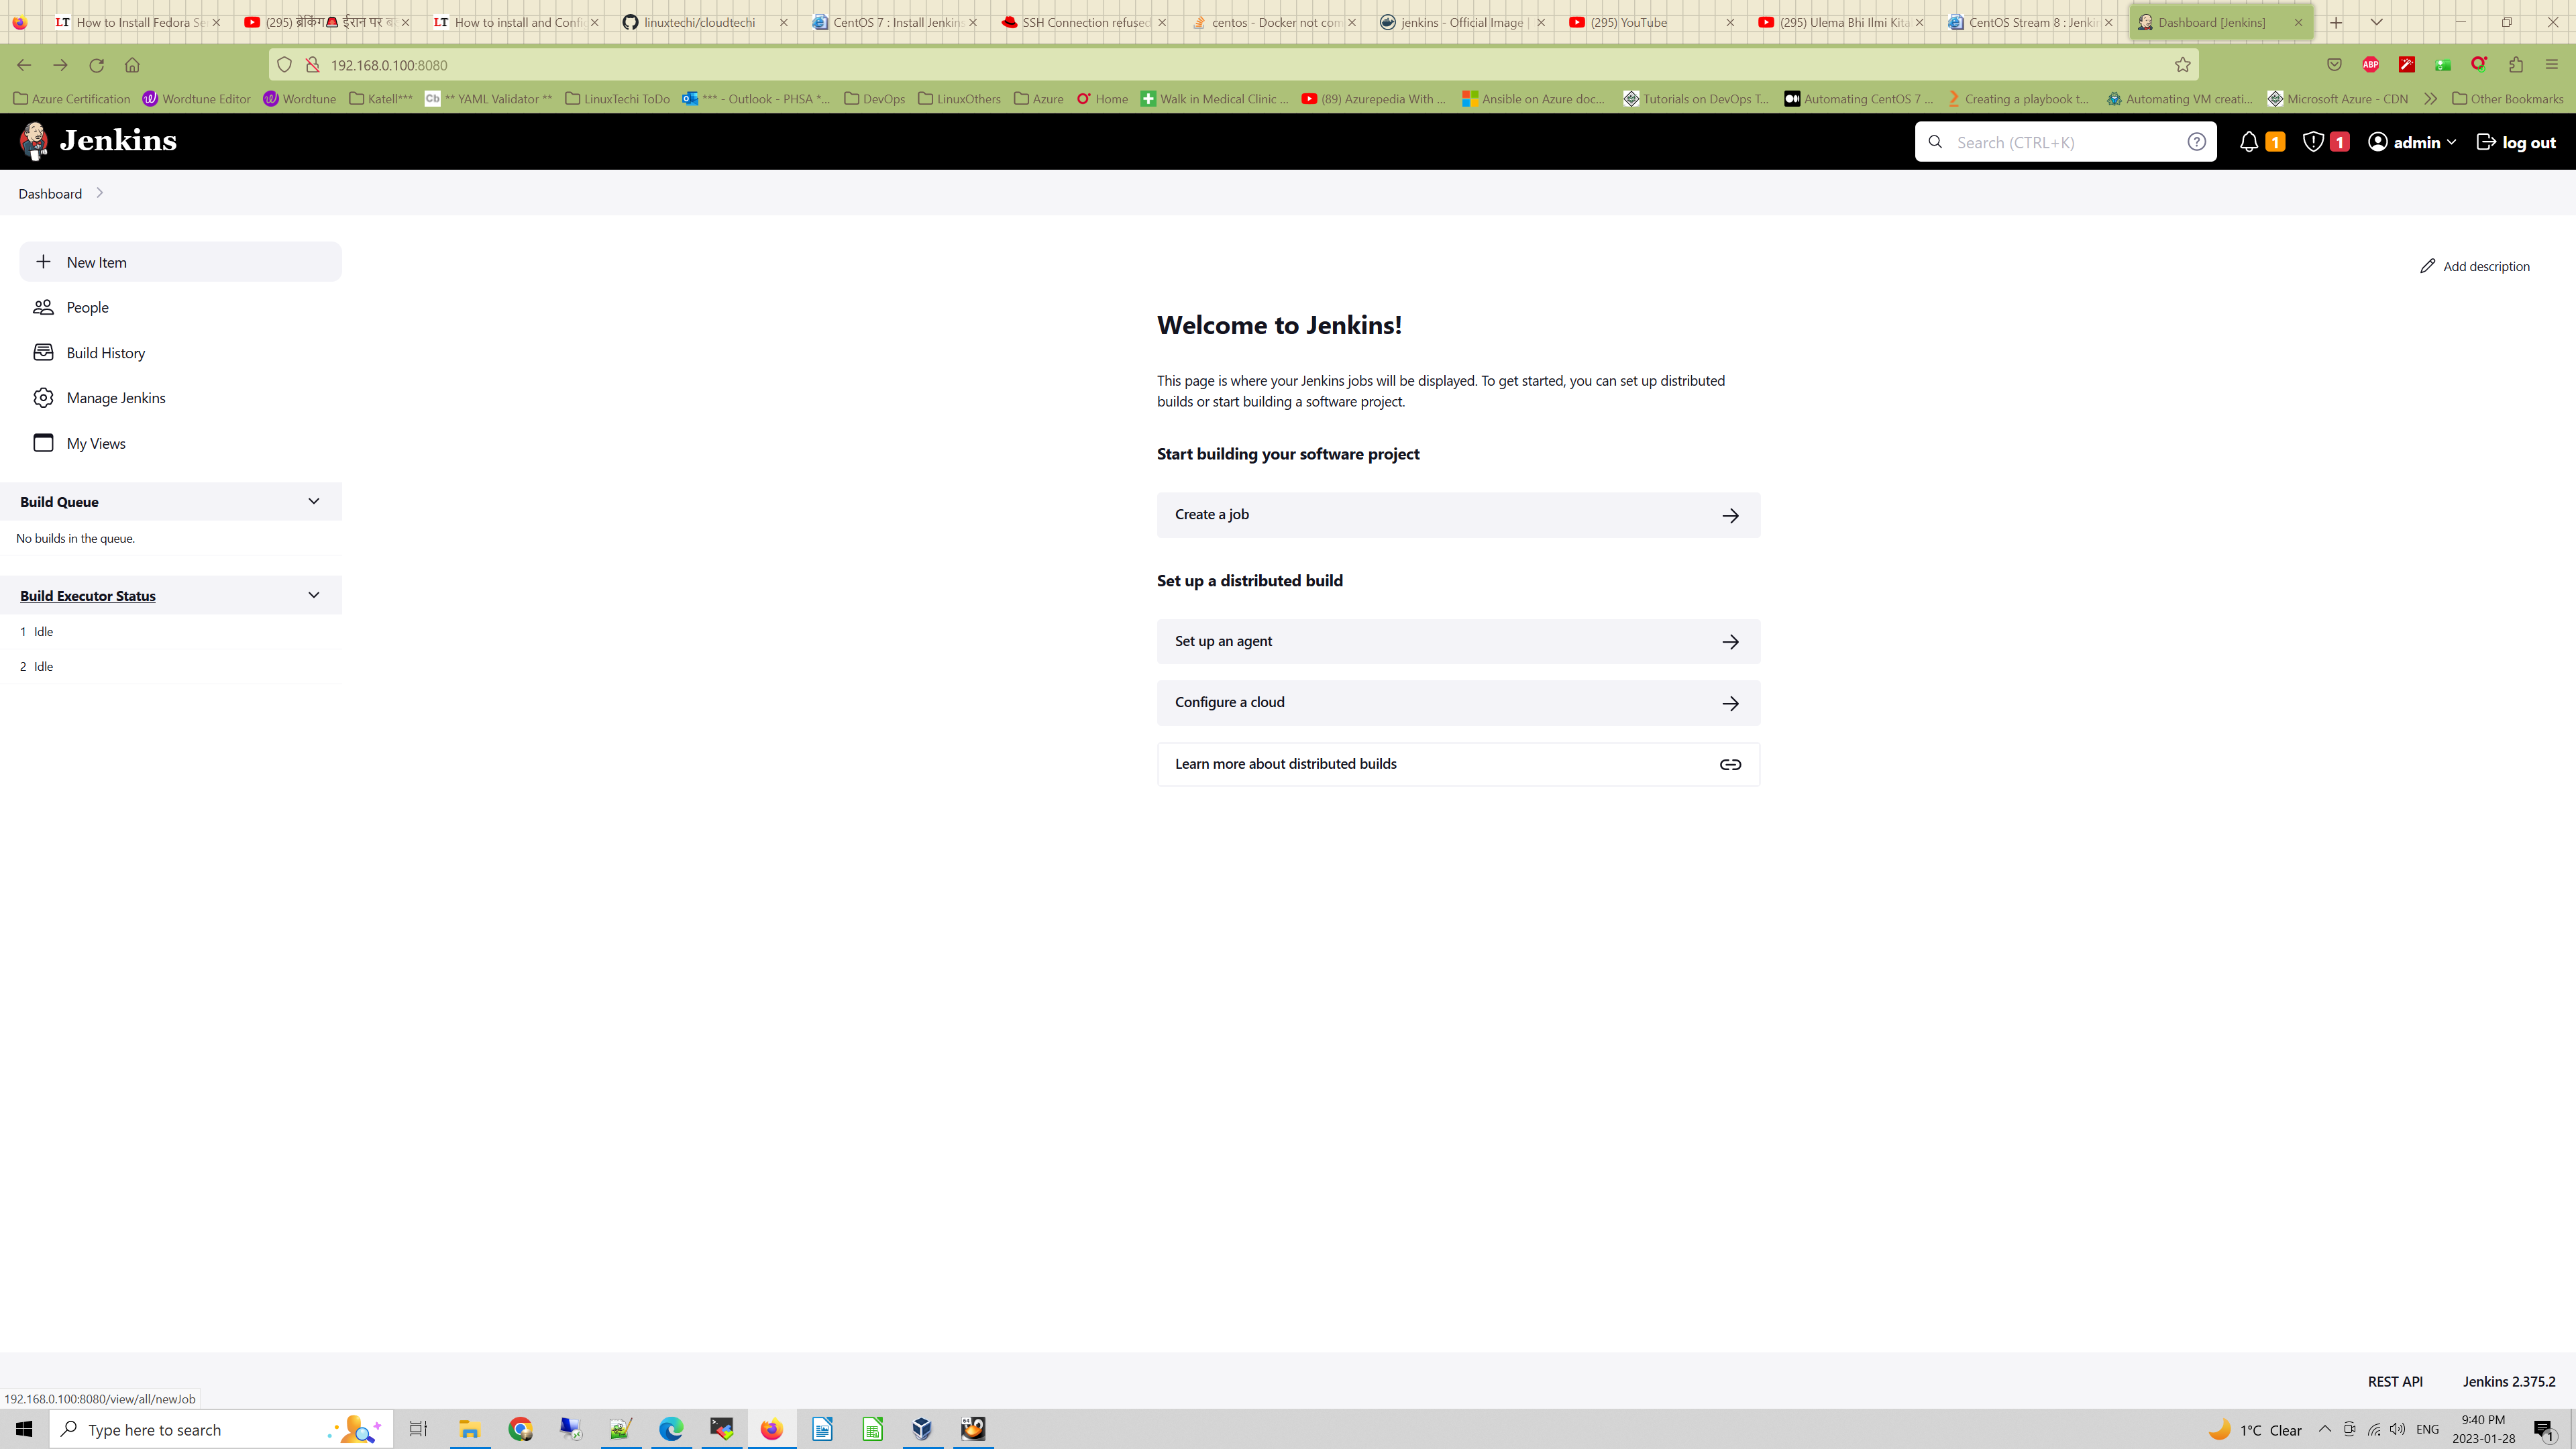 How to Install Fedora Se
(295) ब्रेकिंग🚨 ईरान पर ब
How to install and Confi
linuxtechi/cloudtechi
CentOS 7 : Install Jenkins
SSH Connection refused
centos - Docker not com
jenkins - Official Image |
(295) YouTube
(295) Ulema Bhi Ilmi Kita
CentOS Stream 8 : Jenkin
Dashboard [Jenkins]
192.168.0.100:8080
Azure Certification
Wordtune Editor
Wordtune
Katell***
** YAML Validator **
LinuxTechi ToDo
*** - Outlook - PHSA *...
DevOps
LinuxOthers
Azure
Home
Walk in Medical Clinic ...
(89) Azurepedia With ...
Ansible on Azure doc...
Tutorials on DevOps T...
Automating CentOS 7 ...
Creating a playbook t...
Automating VM creati...
Microsoft Azure - CDN
Other Bookmarks
Jenkins
Search (CTRL+K)
1
1
admin
log out
Dashboard
New Item
People
Build History
Manage Jenkins
My Views
Build Queue
No builds in the queue.
Build Executor Status
1 Idle
2 Idle
Add description
Welcome to Jenkins!
This page is where your Jenkins jobs will be displayed. To get started, you can set up distributed
builds or start building a software project.
Start building your software project
Create a job
Set up a distributed build
Set up an agent
Configure a cloud
Learn more about distributed builds
REST API
Jenkins 2.375.2
192.168.0.100:8080/view/all/newJob
Type here to search
1°C Clear
ENG
9:40 PM
2023-01-28
1